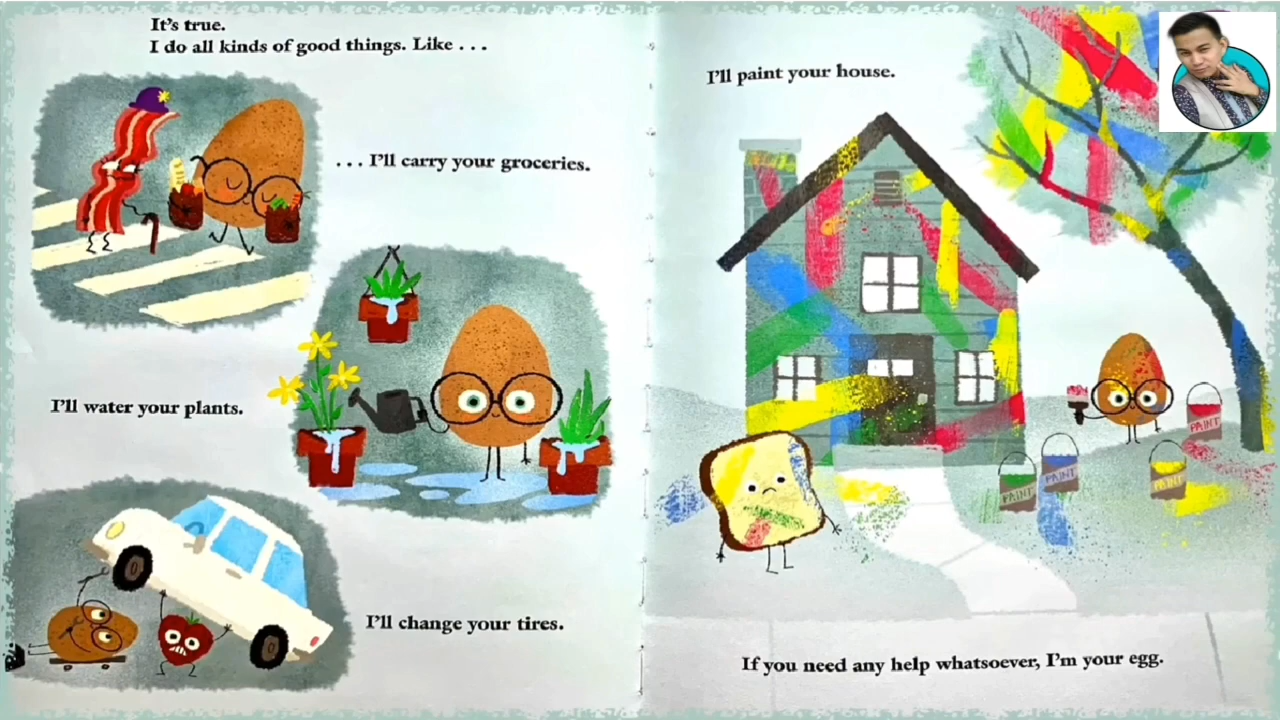 It's true.
I do all kinds of good things. Like . . .
. . . I'll carry your groceries.
I'll water your plants.
I'll change your tires.
I'll paint your house.
PAINT
PAINT
PAINT
PAINT
If you need any help whatsoever, I'm your egg.